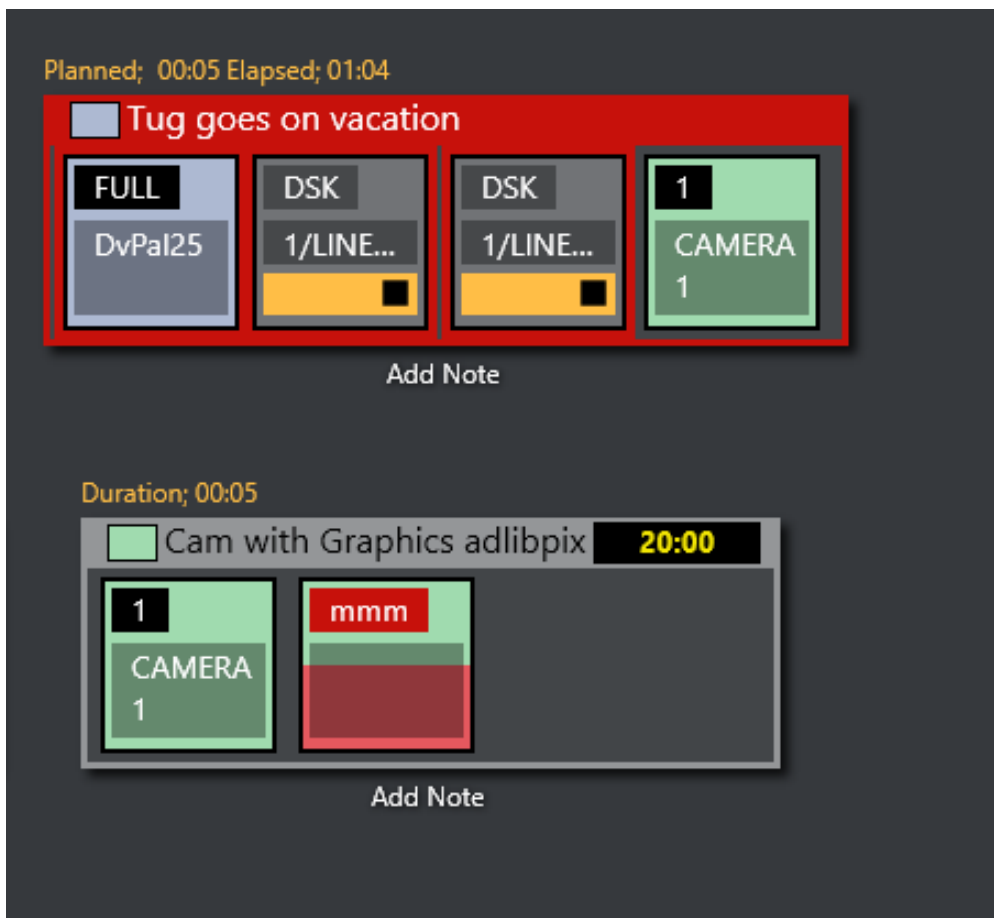 Planned;  00:05 Elapsed; 01:04
Tug goes on vacation
FULL DSK DSK 1
DvPal25 1/LINE... 1/LINE... CAMERA
1
Add Note
Duration; 00:05
Cam with Graphics adlibpix 20:00
1 mmm
CAMERA
1
Add Note